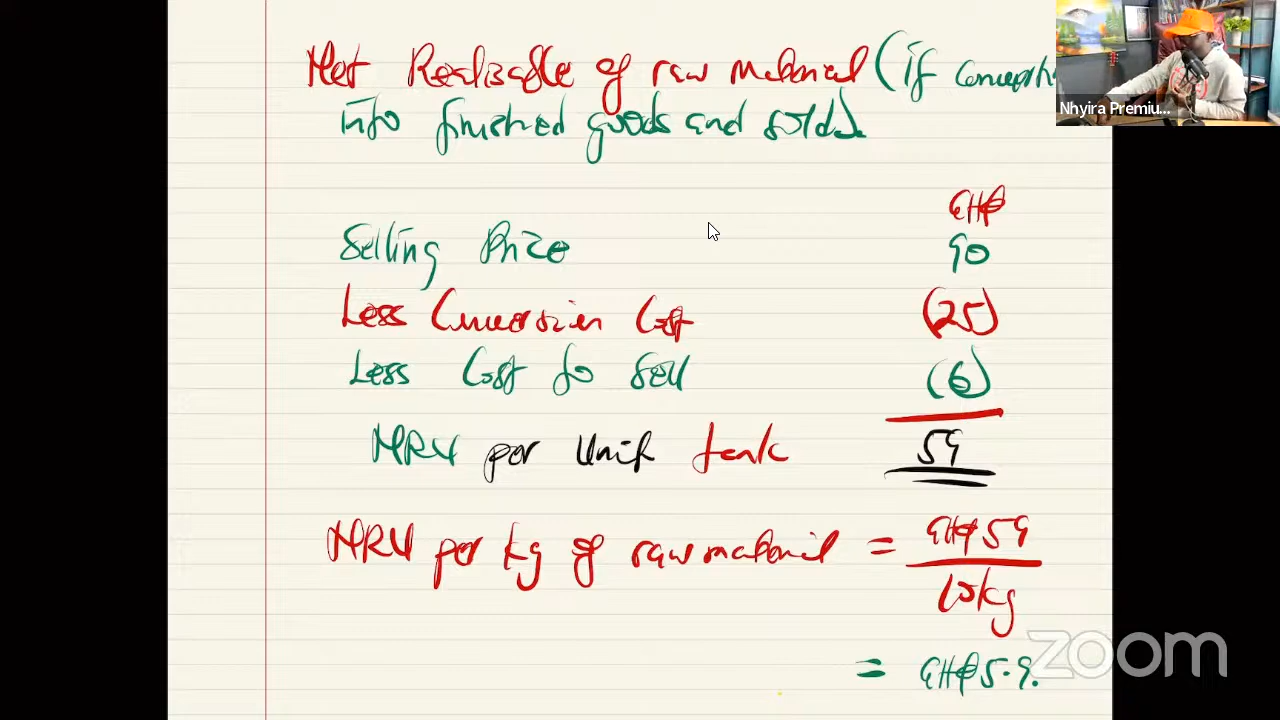 Net Realisable of raw material (if conve
into finished goods and sold).
Nhyira Premiu...
GH¢
Selling Price 90
Less Conversion Cost (25)
Less Cost to Sell (6)
NRV per Unit tank 59
NRV per kg of raw material = GH¢59
10kg
= GH¢5.9.
zoom